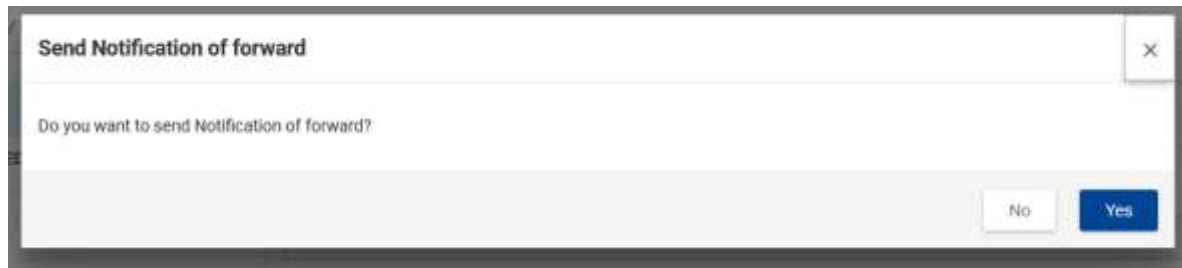 Send Notification of forward
Do you want to send Notification of forward?
No
Yes